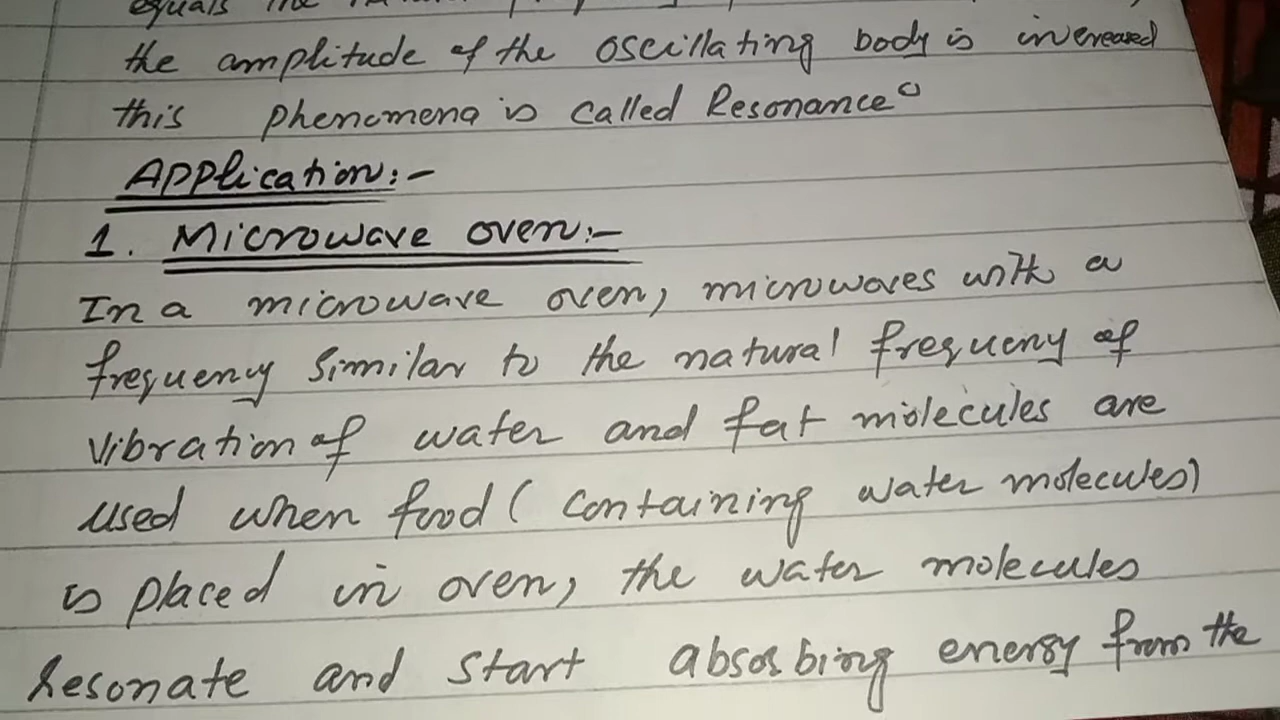 equals the
the amplitude of the oscillating body is increased
this phenomena is called Resonance
Application:-
1. Microwave oven:-
In a microwave oven, microwaves with a
frequency similar to the natural frequency of
vibration of water and fat molecules are
used when food (containing water molecules)
is placed in oven, the water molecules
resonate and start absorbing energy from the